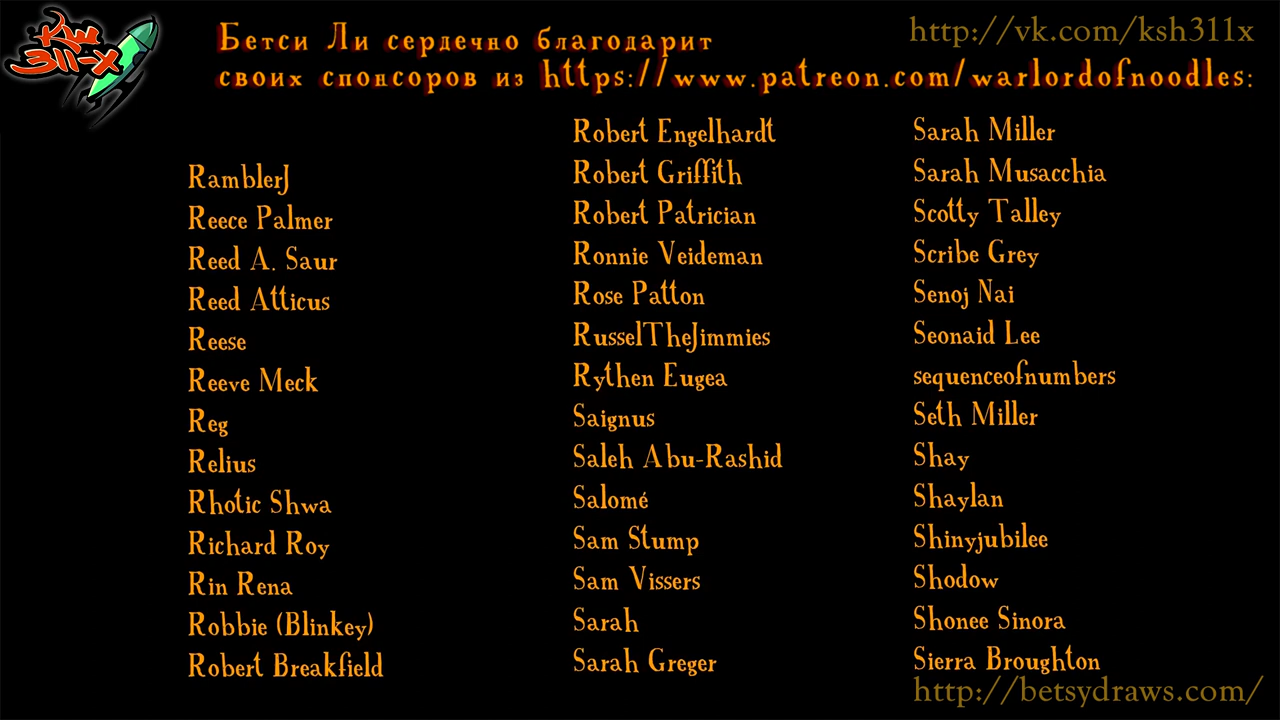 КШ
311-X
Бетси Ли сердечно благодарит
своих спонсоров из https://www.patreon.com/warlordofnoodles:
http://vk.com/ksh311x
RamblerJ
Reece Palmer
Reed A. Saur
Reed Atticus
Reese
Reeve Meck
Reg
Relius
Rhotic Shwa
Richard Roy
Rin Rena
Robbie (Blinkey)
Robert Breakfield
Robert Engelhardt
Robert Griffith
Robert Patrician
Ronnie Veideman
Rose Patton
RusselTheJimmies
Rythen Eugea
Saignus
Saleh Abu-Rashid
Salomé
Sam Stump
Sam Vissers
Sarah
Sarah Greger
Sarah Miller
Sarah Musacchia
Scotty Talley
Scribe Grey
Senoj Nai
Seonaid Lee
sequenceofnumbers
Seth Miller
Shay
Shaylan
Shinyjubilee
Shodow
Shonee Sinora
Sierra Broughton
http://betsydraws.com/